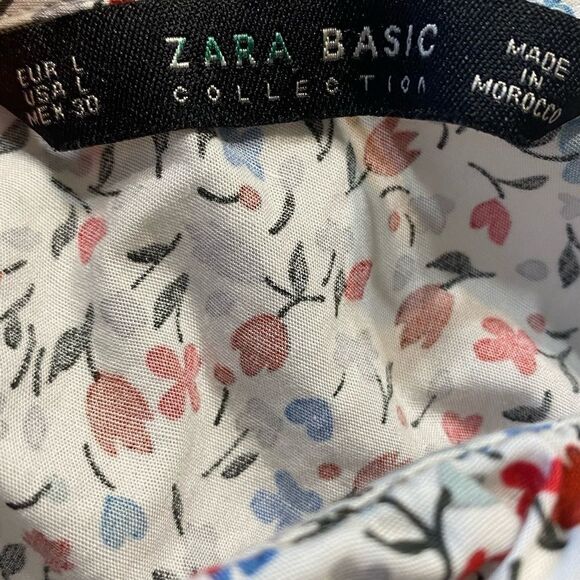 EUR L
USA L
MEX 30
ZARA BASIC
COLLECTION
MADE
IN
MOROCCO